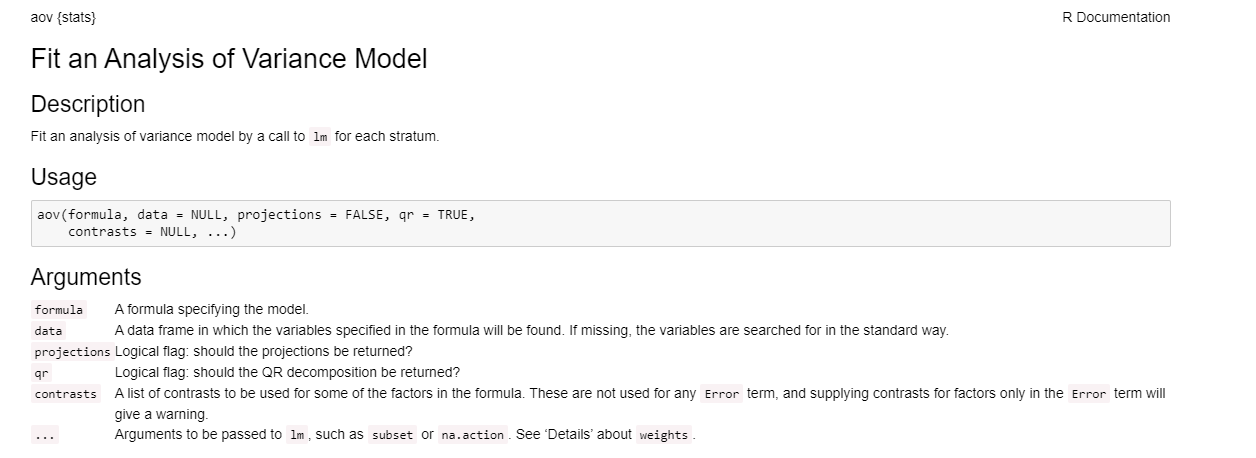 aov {stats} R Documentation
Fit an Analysis of Variance Model
Description
Fit an analysis of variance model by a call to lm for each stratum.
Usage
aov(formula, data = NULL, projections = FALSE, qr = TRUE,
    contrasts = NULL, ...)
Arguments
formula A formula specifying the model.
data A data frame in which the variables specified in the formula will be found. If missing, the variables are searched for in the standard way.
projections Logical flag: should the projections be returned?
qr Logical flag: should the QR decomposition be returned?
contrasts A list of contrasts to be used for some of the factors in the formula. These are not used for any Error term, and supplying contrasts for factors only in the Error term will
give a warning.
... Arguments to be passed to lm, such as subset or na.action. See ‘Details’ about weights.